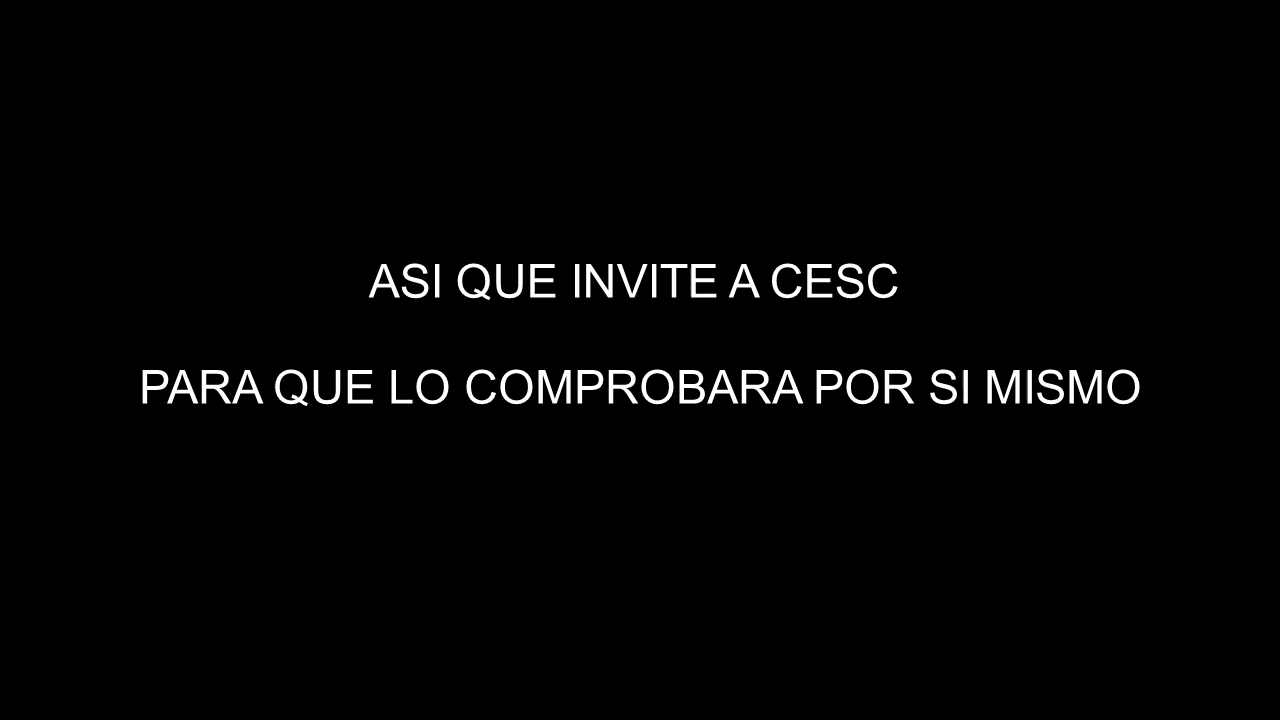 ASI QUE INVITE A CESC
PARA QUE LO COMPROBARA POR SI MISMO